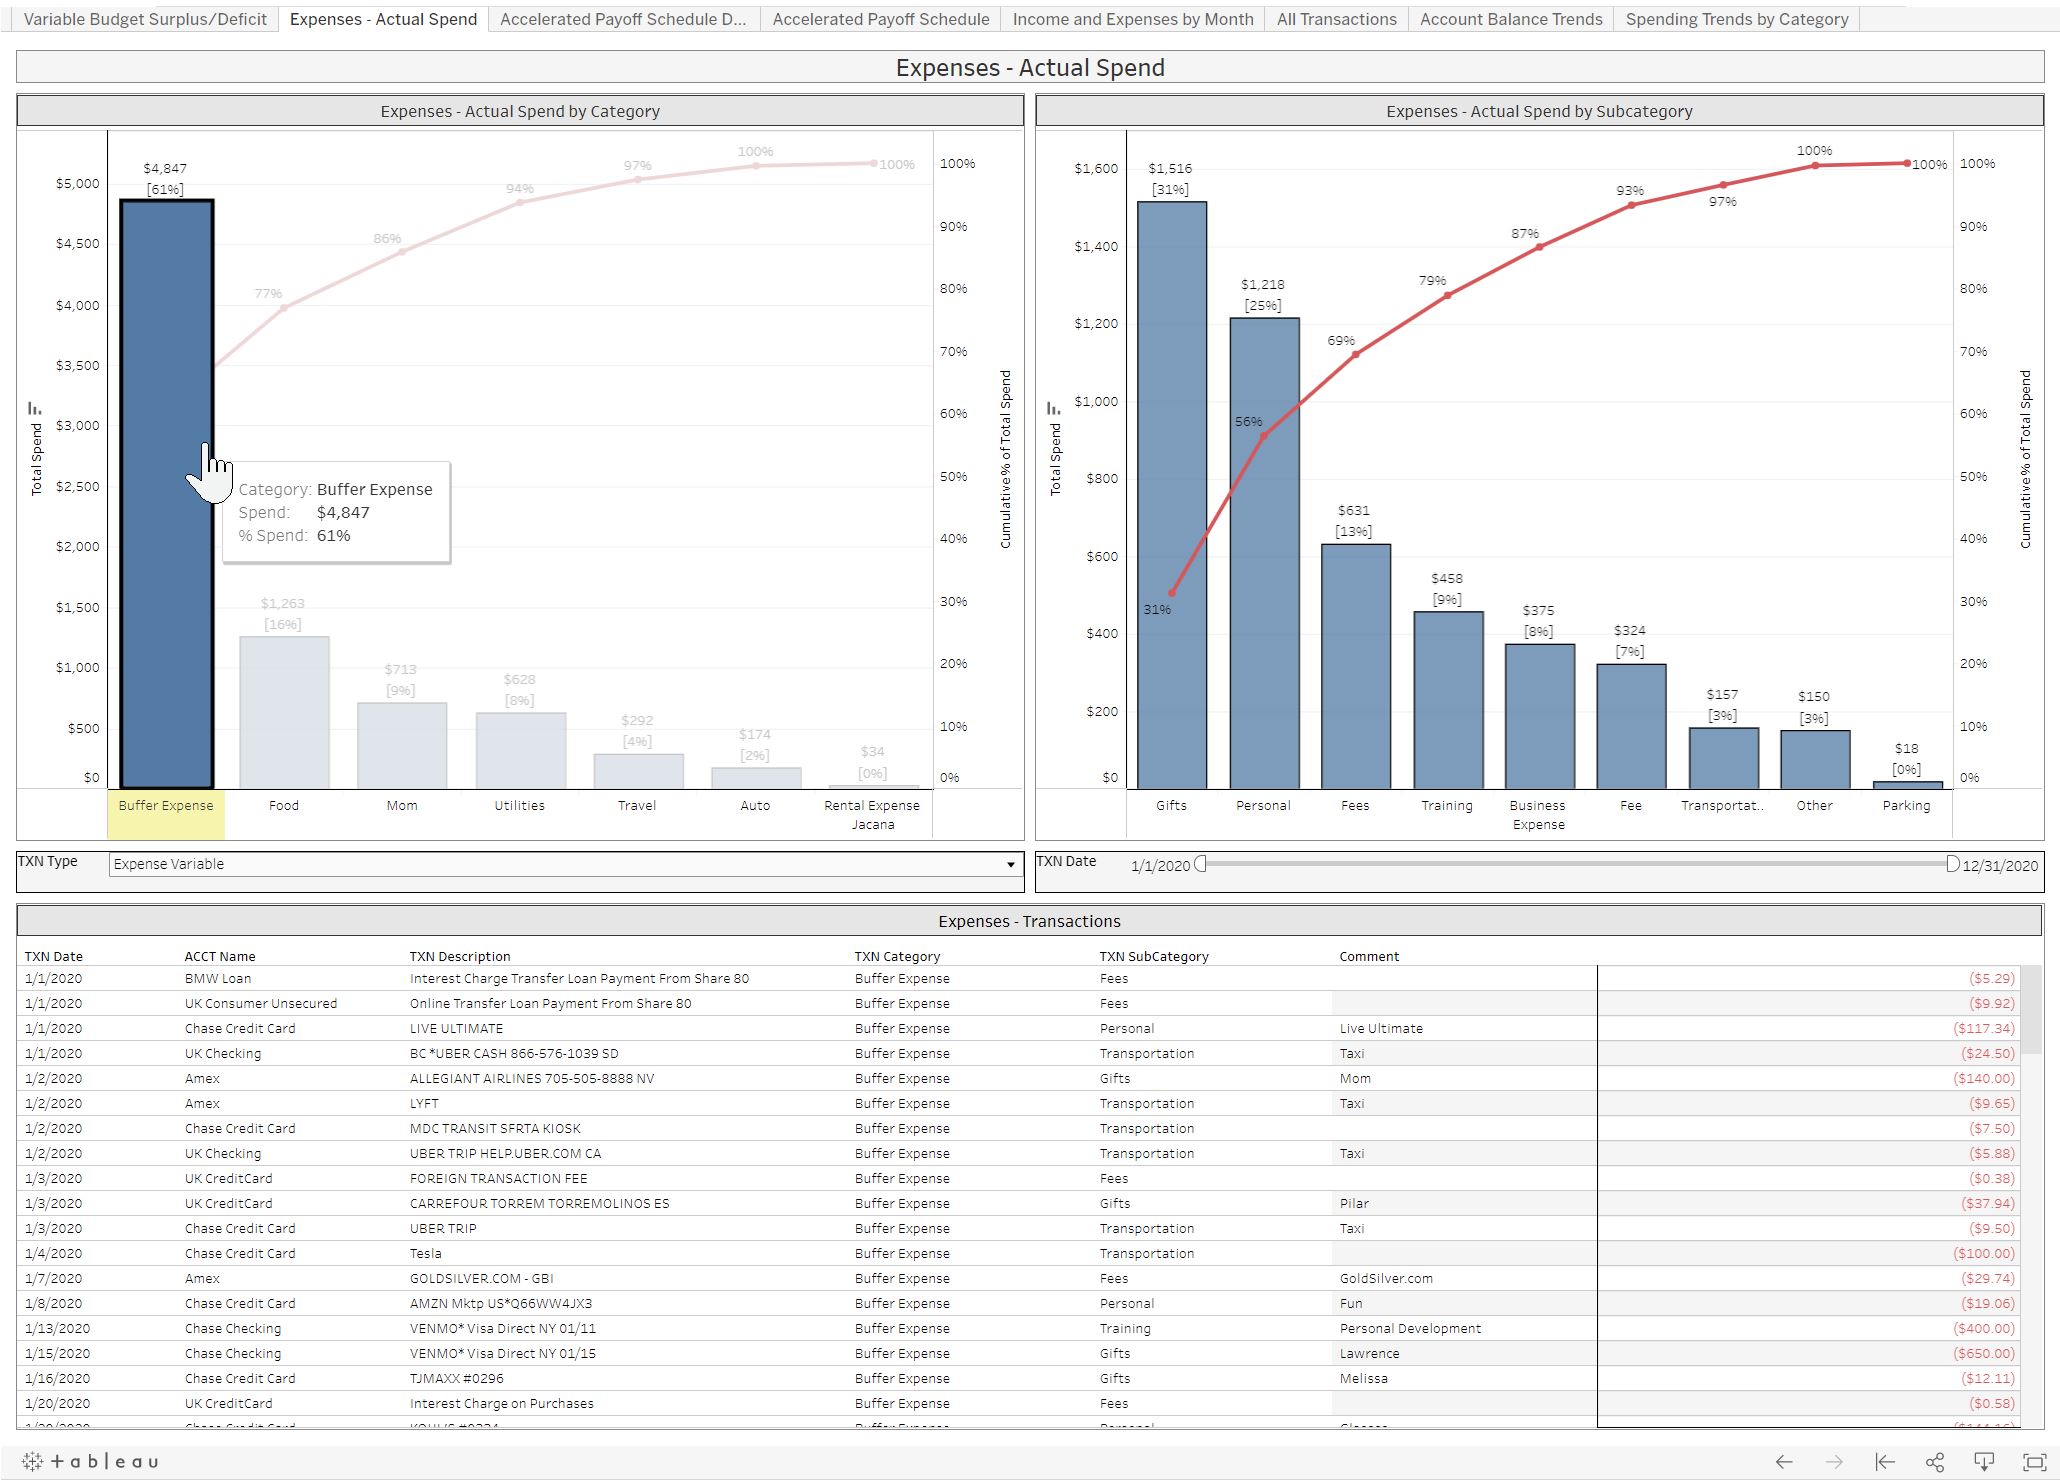 Variable Budget Surplus/Deficit
Expenses - Actual Spend
Accelerated Payoff Schedule D...
Accelerated Payoff Schedule
Income and Expenses by Month
All Transactions
Account Balance Trends
Spending Trends by Category
Expenses - Actual Spend
Expenses - Actual Spend by Category
Total Spend
$5,000
$4,500
$4,000
$3,500
$3,000
$2,500
$2,000
$1,500
$1,000
$500
$0
$4,847
[61%]
77%
86%
94%
97%
100%
100%
$1,263
[16%]
$713
[9%]
$628
[8%]
$292
[4%]
$174
[2%]
$34
[0%]
Category: Buffer Expense
Spend: $4,847
% Spend: 61%
100%
90%
80%
70%
60%
50%
40%
30%
20%
10%
0%
Cumulative % of Total Spend
Buffer Expense
Food
Mom
Utilities
Travel
Auto
Rental Expense
Jacana
Expenses - Actual Spend by Subcategory
Total Spend
$1,600
$1,400
$1,200
$1,000
$800
$600
$400
$200
$0
$1,516
[31%]
$1,218
[25%]
$631
[13%]
$458
[9%]
$375
[8%]
$324
[7%]
$157
[3%]
$150
[3%]
$18
[0%]
31%
56%
69%
79%
87%
93%
97%
100%
100%
100%
90%
80%
70%
60%
50%
40%
30%
20%
10%
0%
Cumulative % of Total Spend
Gifts
Personal
Fees
Training
Business
Expense
Fee
Transportat..
Other
Parking
TXN Type
Expense Variable
TXN Date
1/1/2020
12/31/2020
Expenses - Transactions
TXN Date ACCT Name TXN Description TXN Category TXN SubCategory Comment
1/1/2020 BMW Loan Interest Charge Transfer Loan Payment From Share 80 Buffer Expense Fees ($5.29)
1/1/2020 UK Consumer Unsecured Online Transfer Loan Payment From Share 80 Buffer Expense Fees ($9.92)
1/1/2020 Chase Credit Card LIVE ULTIMATE Buffer Expense Personal Live Ultimate ($117.34)
1/1/2020 UK Checking BC *UBER CASH 866-576-1039 SD Buffer Expense Transportation Taxi ($24.50)
1/2/2020 Amex ALLEGIANT AIRLINES 705-505-8888 NV Buffer Expense Gifts Mom ($140.00)
1/2/2020 Amex LYFT Buffer Expense Transportation Taxi ($9.65)
1/2/2020 Chase Credit Card MDC TRANSIT SFRTA KIOSK Buffer Expense Transportation ($7.50)
1/2/2020 UK Checking UBER TRIP HELP.UBER.COM CA Buffer Expense Transportation Taxi ($5.88)
1/3/2020 UK CreditCard FOREIGN TRANSACTION FEE Buffer Expense Fees ($0.38)
1/3/2020 UK CreditCard CARREFOUR TORREM TORREMOLINOS ES Buffer Expense Gifts Pilar ($37.94)
1/3/2020 Chase Credit Card UBER TRIP Buffer Expense Transportation Taxi ($9.50)
1/4/2020 Chase Credit Card Tesla Buffer Expense Transportation ($100.00)
1/7/2020 Amex GOLDSILVER.COM - GBI Buffer Expense Fees GoldSilver.com ($29.74)
1/8/2020 Chase Credit Card AMZN Mktp US*Q66WW4JX3 Buffer Expense Personal Fun ($19.06)
1/13/2020 Chase Checking VENMO* Visa Direct NY 01/11 Buffer Expense Training Personal Development ($400.00)
1/15/2020 Chase Checking VENMO* Visa Direct NY 01/15 Buffer Expense Gifts Lawrence ($650.00)
1/16/2020 Chase Credit Card TJMAXX #0296 Buffer Expense Gifts Melissa ($12.11)
1/20/2020 UK CreditCard Interest Charge on Purchases Buffer Expense Fees ($0.58)
+ableau